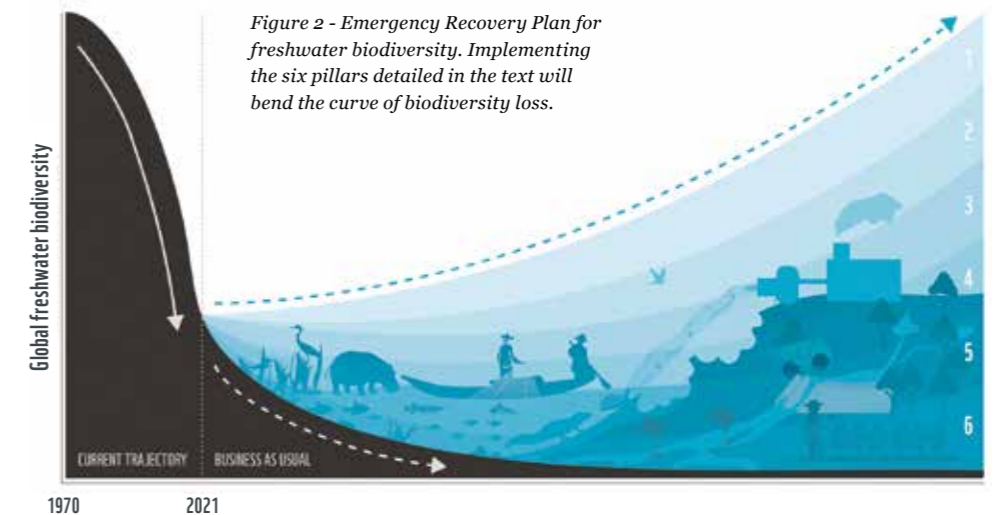 Figure 2 - Emergency Recovery Plan for
freshwater biodiversity. Implementing
the six pillars detailed in the text will
bend the curve of biodiversity loss.
Global freshwater biodiversity
1
2
3
4
5
6
CURRENT TRAJECTORY
BUSINESS AS USUAL
1970
2021